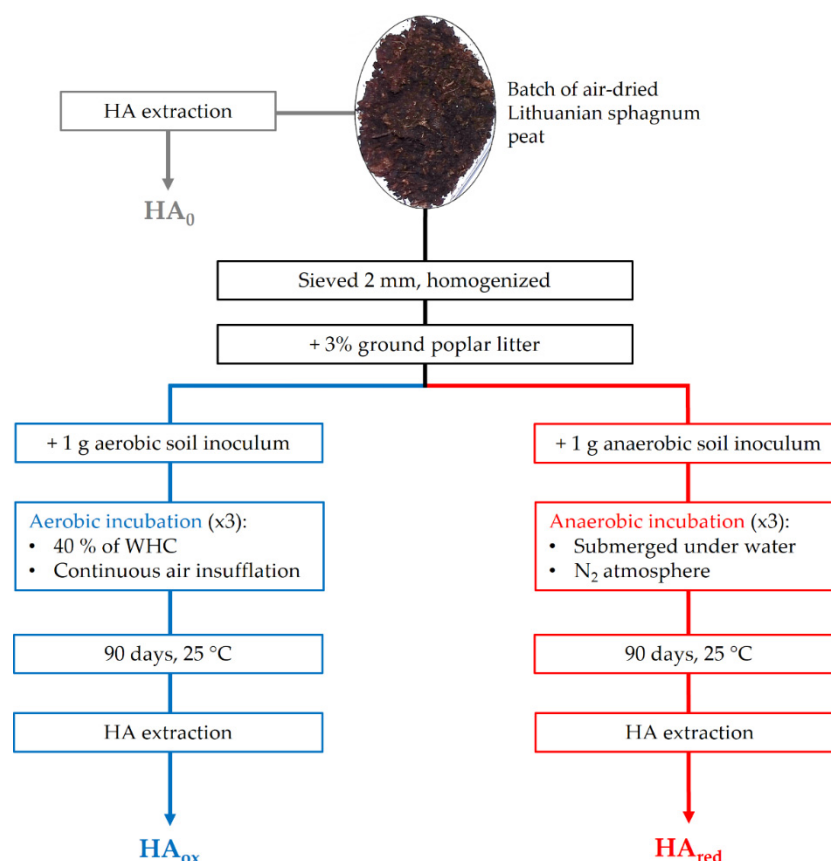 HA extraction
HA₀
Batch of air-dried
Lithuanian sphagnum
peat
Sieved 2 mm, homogenized
+ 3% ground poplar litter
+ 1 g aerobic soil inoculum
Aerobic incubation (x3):
• 40 % of WHC
• Continuous air insufflation
90 days, 25 °C
HA extraction
HAₒₓ
+ 1 g anaerobic soil inoculum
Anaerobic incubation (x3):
• Submerged under water
• N₂ atmosphere
90 days, 25 °C
HA extraction
HA_red